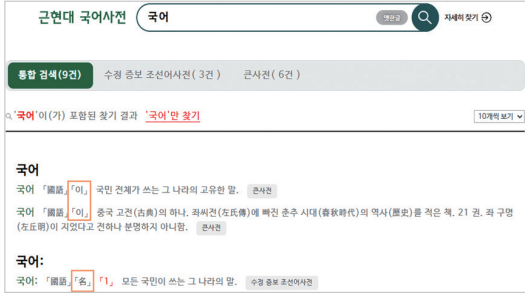 근현대 국어사전 국어 옛한글 자세히 찾기
통합 검색(9건) 수정 증보 조선어사전( 3건 ) 큰사전( 6건 )
'국어'이(가) 포함된 찾기 결과 '국어'만 찾기 10개씩 보기
국어
국어 「國語」「이」 국민 전체가 쓰는 그 나라의 고유한 말. 큰사전
국어 「國語」「이」 중국 고전(古典)의 하나. 좌씨전(左氏傳)에 빠진 춘추 시대(春秋時代)의 역사(歷史)를 적은 책. 21 권. 좌 구명
(左丘明)이 지었다고 전하나 분명하지 아니함. 큰사전
국어:
국어: 「國語」「名」「1」 모든 국민이 쓰는 그 나라의 말. 수정 증보 조선어사전